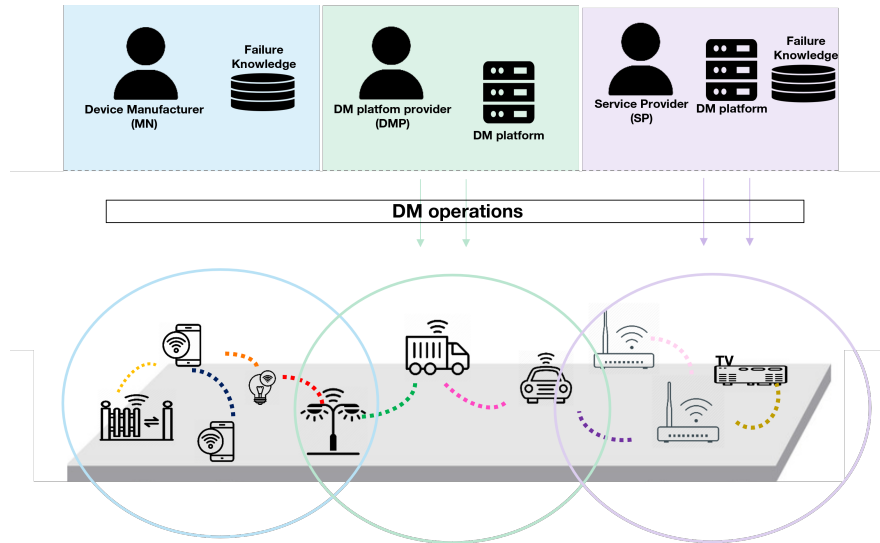 Device Manufacturer
(MN)
Failure
Knowledge
DM platfom provider
(DMP)
DM platform
Service Provider
(SP)
DM platform
Failure
Knowledge
DM operations
TV